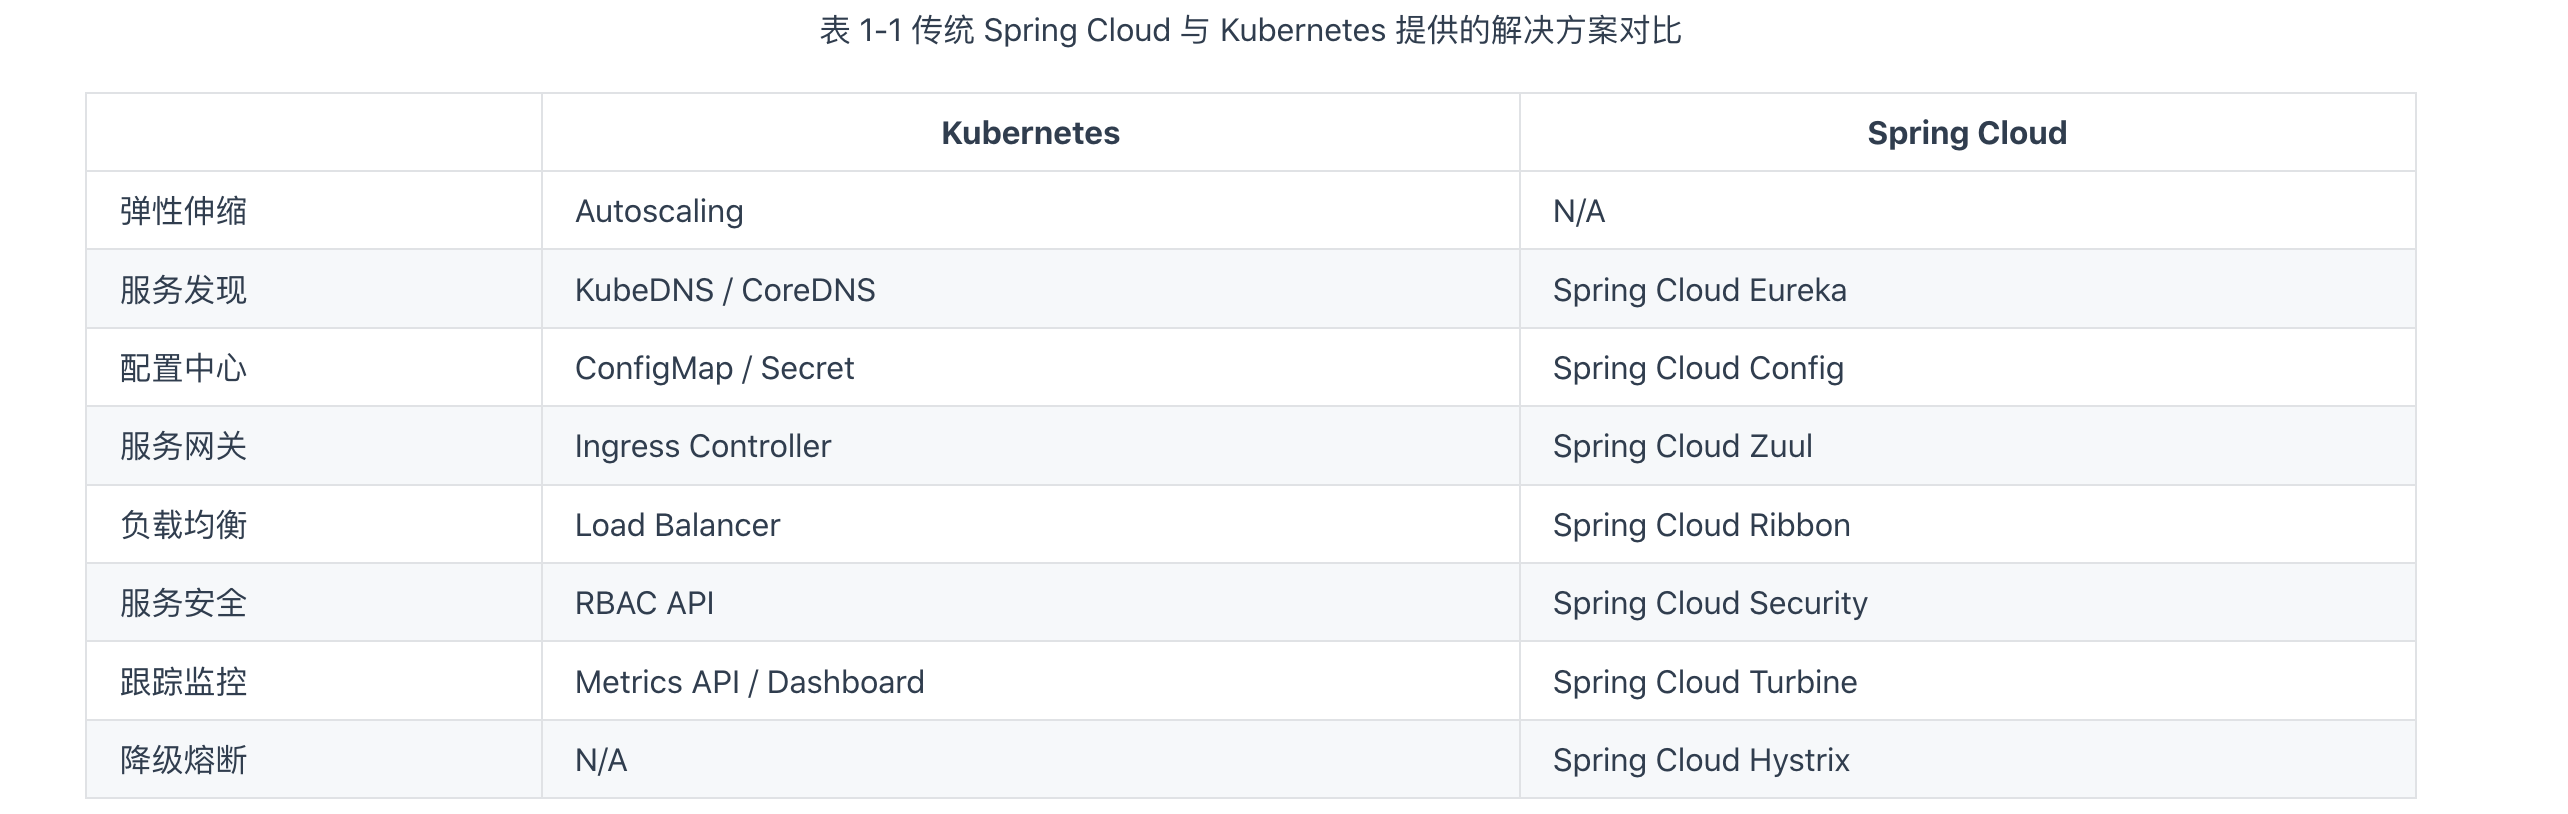 表 1-1 传统 Spring Cloud 与 Kubernetes 提供的解决方案对比
Kubernetes Spring Cloud
弹性伸缩 Autoscaling N/A
服务发现 KubeDNS / CoreDNS Spring Cloud Eureka
配置中心 ConfigMap / Secret Spring Cloud Config
服务网关 Ingress Controller Spring Cloud Zuul
负载均衡 Load Balancer Spring Cloud Ribbon
服务安全 RBAC API Spring Cloud Security
跟踪监控 Metrics API / Dashboard Spring Cloud Turbine
降级熔断 N/A Spring Cloud Hystrix